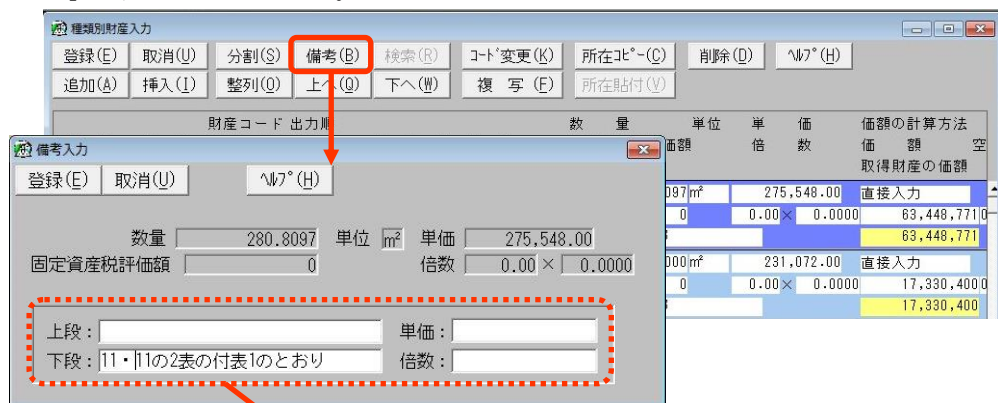 種類別財産入力
登録(E) 取消(U) 分割(S) 備考(B) 検索(R) コード変更(K) 所在コピー(C) 削除(D) ヘルプ(H)
追加(A) 挿入(I) 整列(O) 上へ(Q) 下へ(W) 複 写(F) 所在貼付(V)
財産コード 出力順 数 量 単位 単 価 価額の計算方法
価額 倍 数 価 額 空
取得財産の価額
097 ㎡ 275,548.00 直接入力
0 0.00 × 0.0000 63,448,771 0
63,448,771
000 ㎡ 231,072.00 直接入力
0 0.00 × 0.0000 17,330,400 0
17,330,400
備考入力
登録(E) 取消(U) ヘルプ(H)
数量 280.8097 単位 ㎡ 単価 275,548.00
固定資産税評価額 0 倍数 0.00 × 0.0000
上段: 単価:
下段: 11・11の2表の付表1のとおり 倍数: